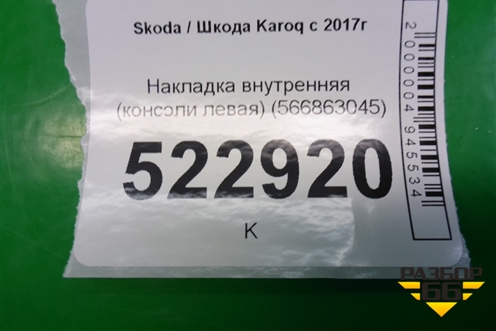 Skoda / Шкода Karoq с 2017г
Накладка внутренняя
(консоли левая) (566863045)
522920
К
2000004945534
РАЗБОР
66